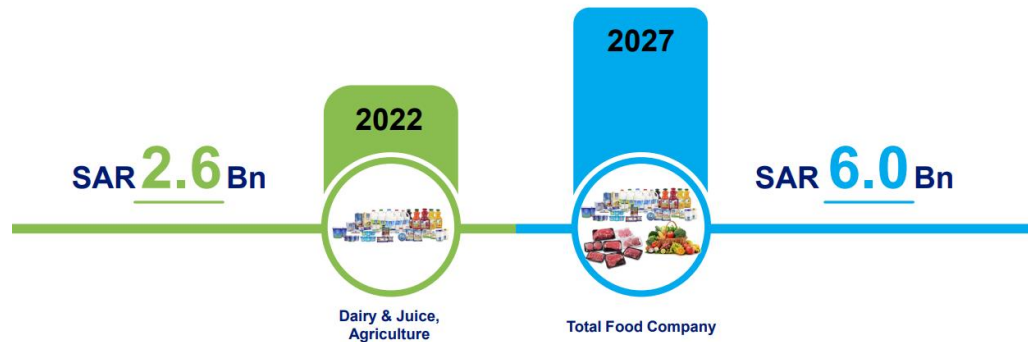 2022
2027
SAR 2.6 Bn
SAR 6.0 Bn
Dairy & Juice,
Agriculture
Total Food Company